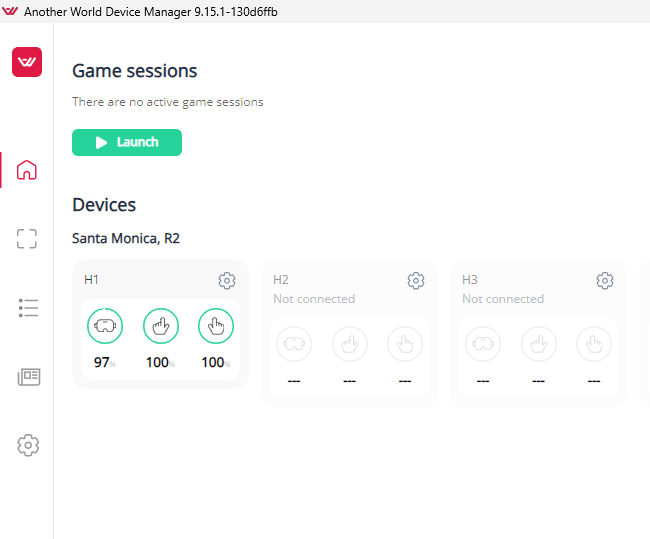 Another World Device Manager 9.15.1-130d6ffb
Game sessions
There are no active game sessions
Launch
Devices
Santa Monica, R2
H1
97%
100%
100%
H2
Not connected
---
---
---
H3
Not connected
---
---
---